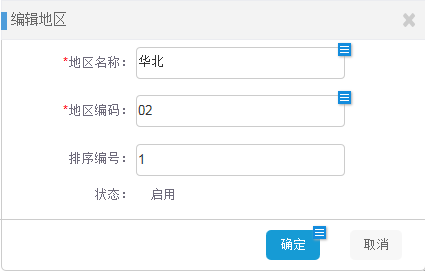 编辑地区
*地区名称： 华北
*地区编码： 02
排序编号： 1
状态： 启用
确定 取消